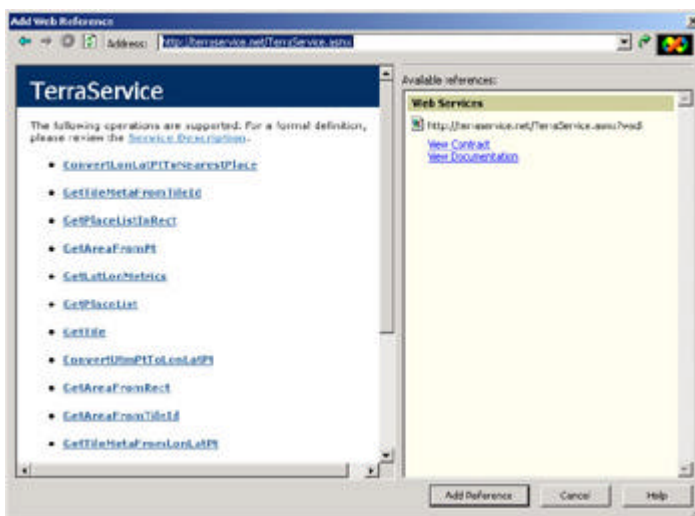 Add Web Reference
Address: http://terraservice.net/TerraService.asmx
TerraService
The following operations are supported. For a formal definition,
please review the Service Description.
ConvertLonLatPtToNearestPlace
GetTileMetaFromTileId
GetPlaceListInRect
GetAreaFromPt
GetLatLonMetrics
GetPlaceList
GetTile
ConvertUtmPtToLonLatPt
GetAreaFromRect
GetAreaFromTileId
GetTileMetaFromLonLatPt
Available references:
Web Services
http://terraservice.net/TerraService.asmx?wsdl
View Contract
View Documentation
Add Reference
Cancel
Help